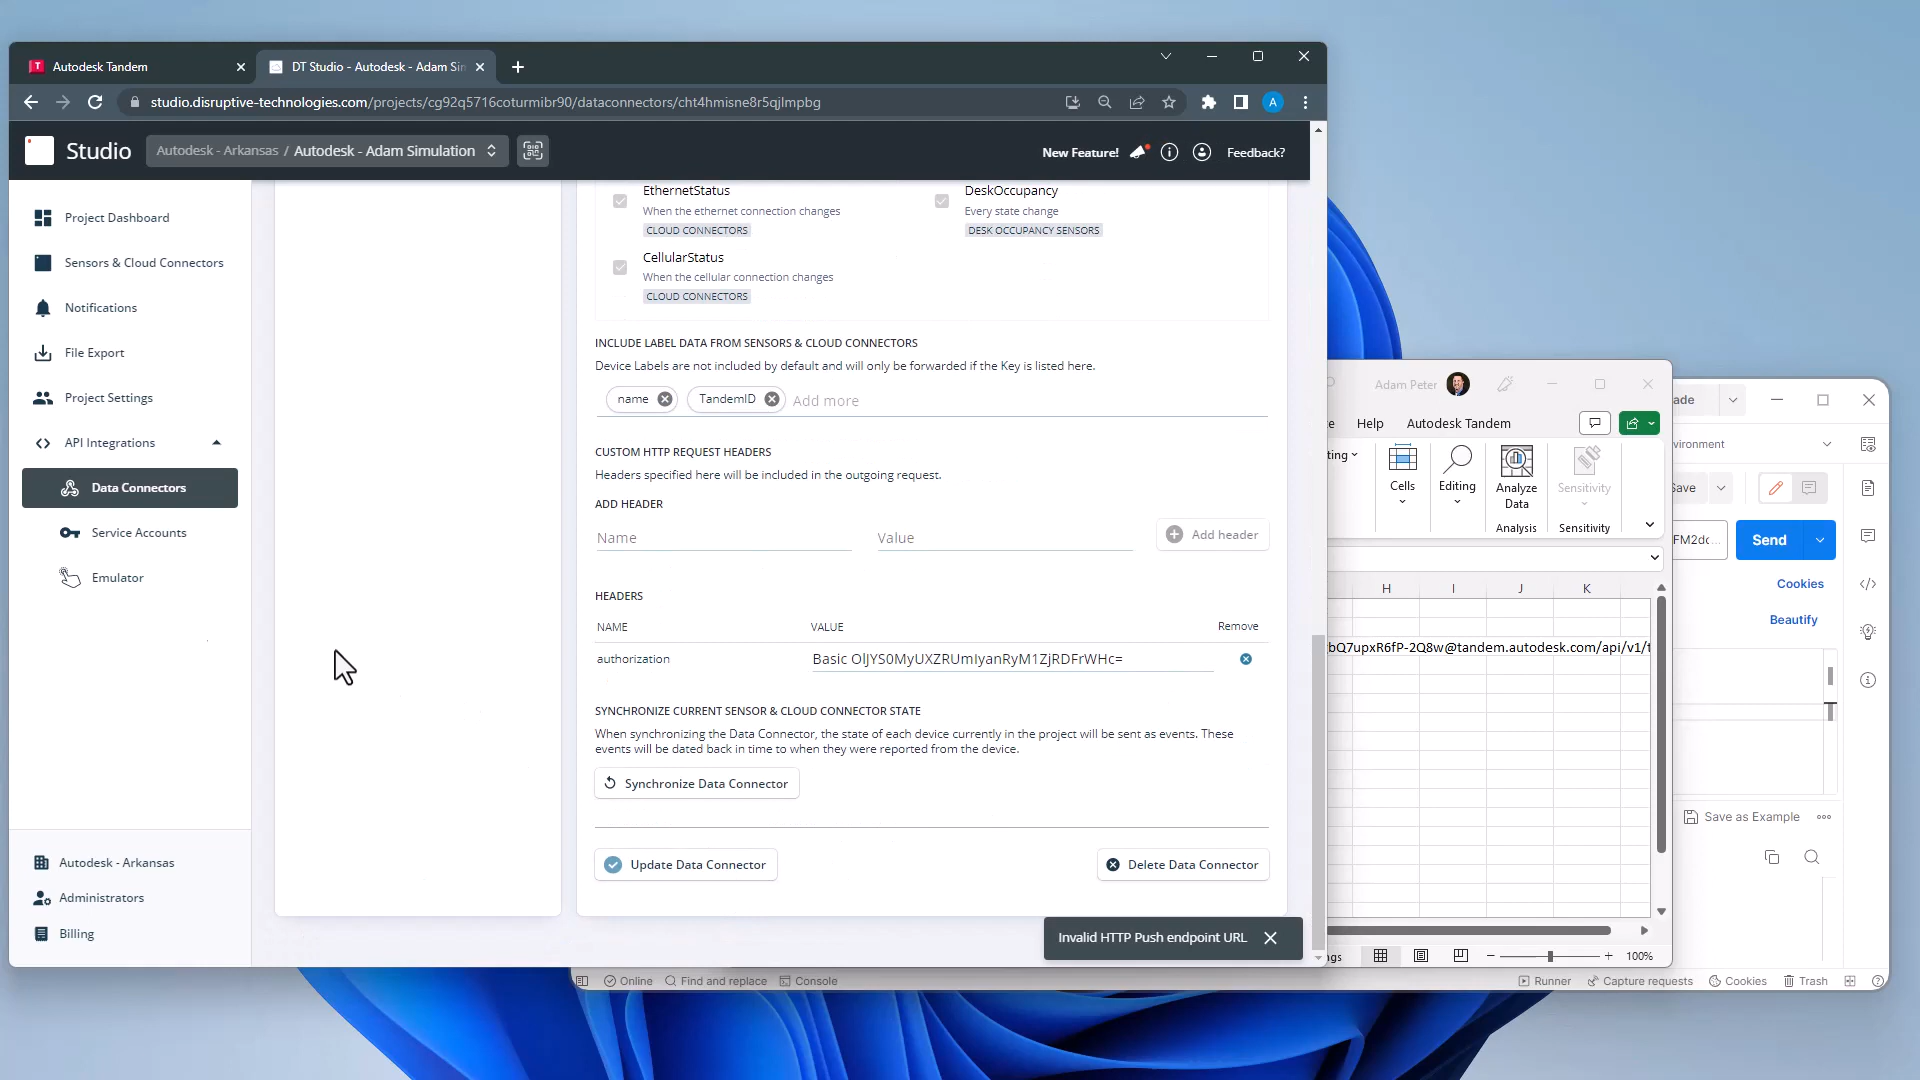 Autodesk Tandem
DT Studio - Autodesk - Adam Sin
studio.disruptive-technologies.com/projects/cg92q5716coturmibr90/dataconnectors/cht4hmisne8r5qjlmpbg
A
Studio
Autodesk - Arkansas / Autodesk - Adam Simulation
New Feature!
Feedback?
Project Dashboard
Sensors & Cloud Connectors
Notifications
File Export
Project Settings
API Integrations
Data Connectors
Service Accounts
Emulator
Autodesk - Arkansas
Administrators
Billing
EthernetStatus
When the ethernet connection changes
CLOUD CONNECTORS
DeskOccupancy
Every state change
DESK OCCUPANCY SENSORS
CellularStatus
When the cellular connection changes
CLOUD CONNECTORS
INCLUDE LABEL DATA FROM SENSORS & CLOUD CONNECTORS
Device Labels are not included by default and will only be forwarded if the Key is listed here.
name
TandemID
Add more
CUSTOM HTTP REQUEST HEADERS
Headers specified here will be included in the outgoing request.
ADD HEADER
Name
Value
Add header
HEADERS
NAME
VALUE
Remove
authorization
Basic OlJYS0MyUXZRUmIyanRyM1ZjRDFrWHc=
SYNCHRONIZE CURRENT SENSOR & CLOUD CONNECTOR STATE
When synchronizing the Data Connector, the state of each device currently in the project will be sent as events. These
events will be dated back in time to when they were reported from the device.
Synchronize Data Connector
Update Data Connector
Delete Data Connector
Invalid HTTP Push endpoint URL
Adam Peter
Help
Autodesk Tandem
ting
Cells
Editing
Analyze
Data
Sensitivity
Analysis
Sensitivity
H I J K
bQ7upxR6fP-2Q8w@tandem.autodesk.com/api/v1/t
ngs
100%
ade
vironment
ave
FM2dc...
Send
Cookies
Beautify
Save as Example
Online
Find and replace
Console
Runner
Capture requests
Cookies
Trash